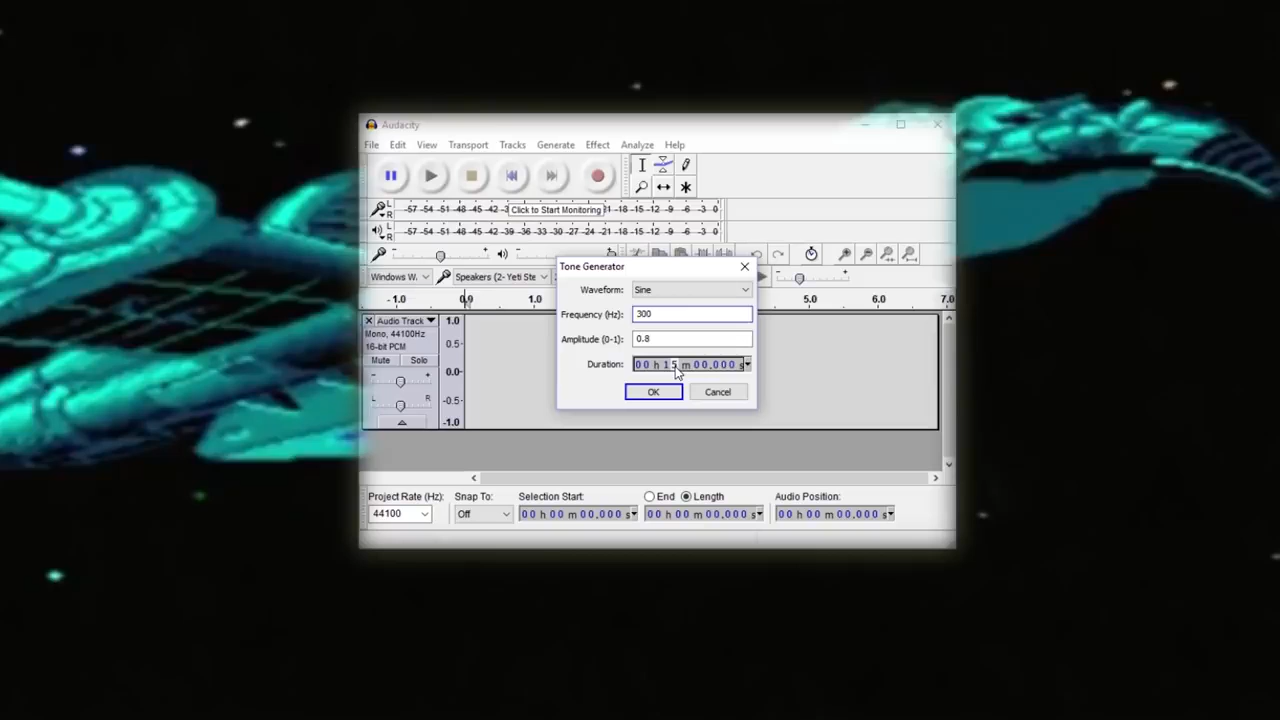 Audacity
File Edit View Transport Tracks Generate Effect Analyze Help
L R -57 -54 -51 -48 -45 -42 -3 Click to Start Monitoring -21 -18 -15 -12 -9 -6 -3 0
L R -57 -54 -51 -48 -45 -42 -39 -36 -33 -30 -27 -24 -21 -18 -15 -12 -9 -6 -3 0
- + - +
Windows W. Speakers (2- Yeti Ste - +
-1.0 0.0 1.0 5.0 6.0 7.0
Tone Generator
Waveform: Sine
Frequency (Hz): 300
Amplitude (0-1): 0.8
Duration: 00 h 15 m 00.000 s
OK Cancel
Audio Track 1.0
Mono, 44100Hz
16-bit PCM 0.5
Mute Solo
- + 0.0
L R -0.5
-1.0
Project Rate (Hz): Snap To: Selection Start: End Length Audio Position:
44100 Off 00 h 00 m 00.000 s 00 h 00 m 00.000 s 00 h 00 m 00.000 s